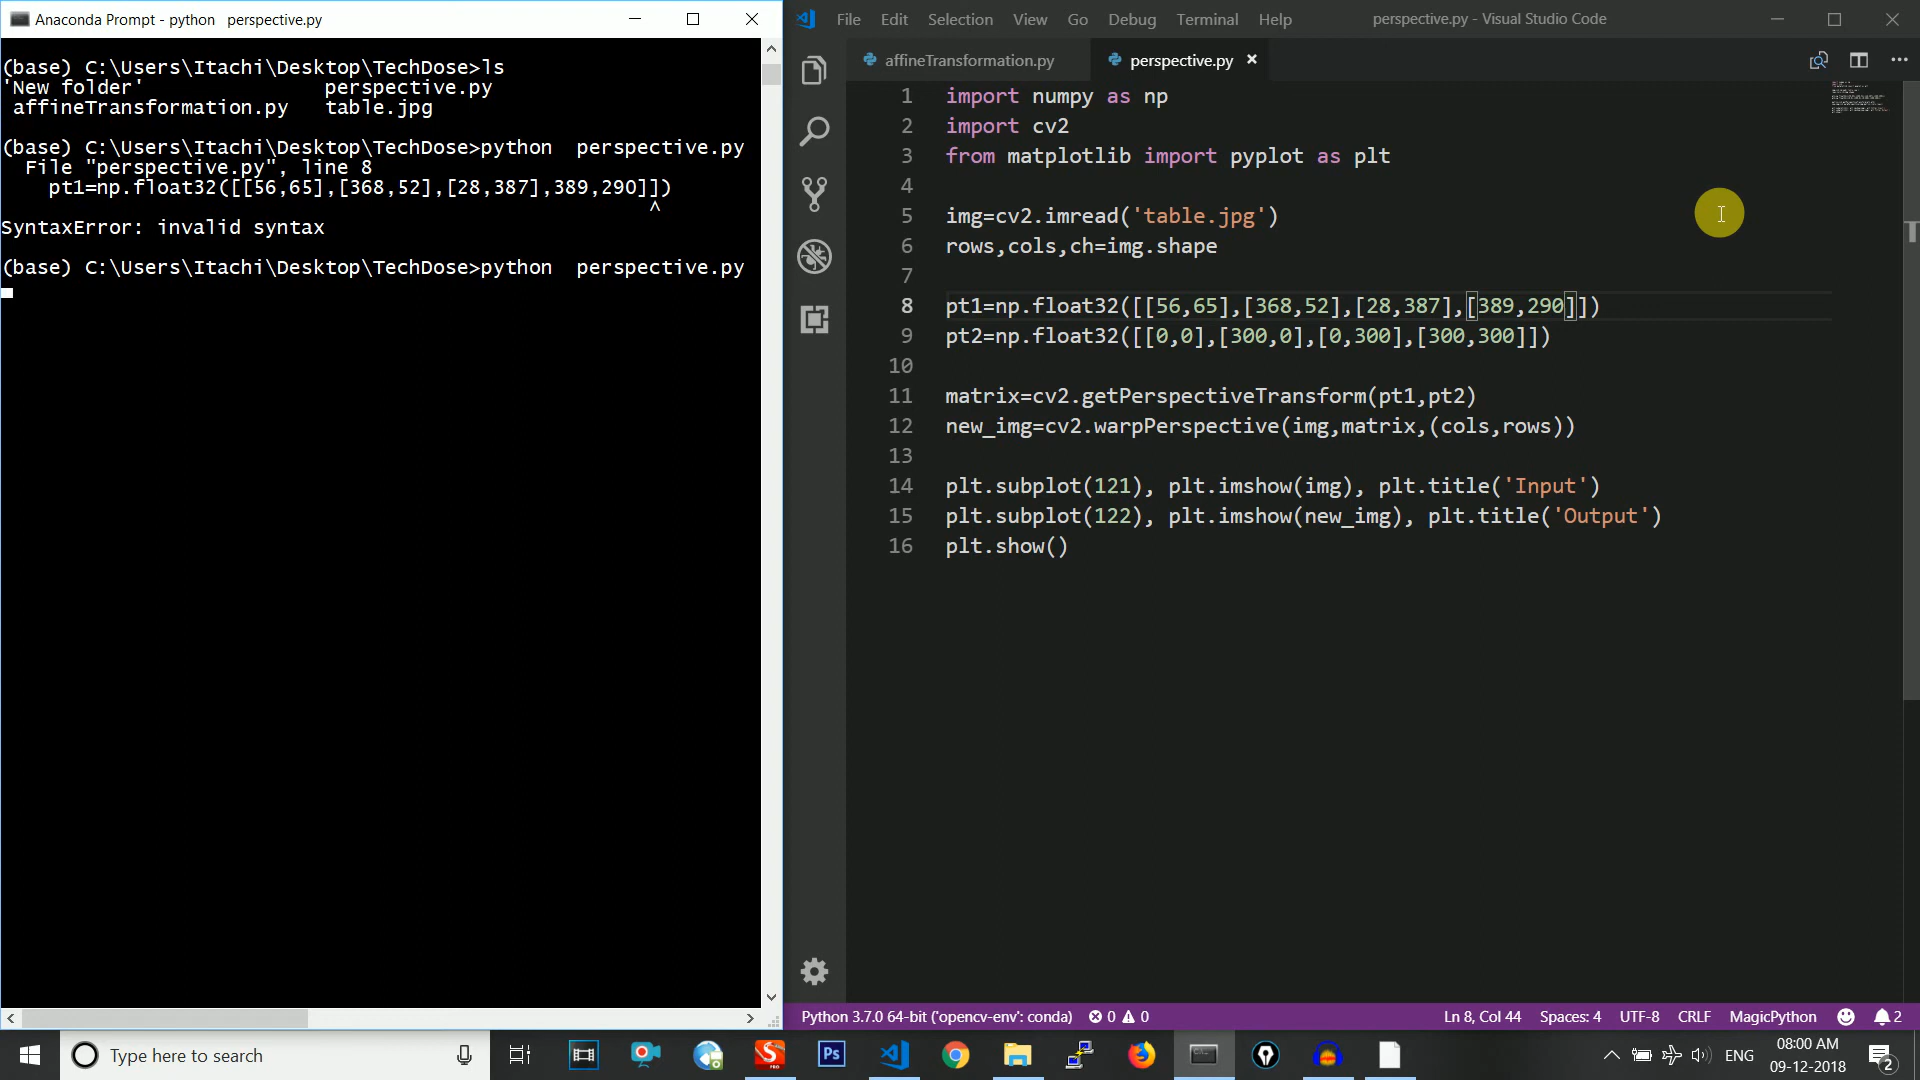 Anaconda Prompt - python  perspective.py
(base) C:\Users\Itachi\Desktop\TechDose>ls
'New folder'               perspective.py
affineTransformation.py   table.jpg
(base) C:\Users\Itachi\Desktop\TechDose>python  perspective.py
File "perspective.py", line 8
pt1=np.float32([[56,65],[368,52],[28,387],389,290]])
^
SyntaxError: invalid syntax
(base) C:\Users\Itachi\Desktop\TechDose>python  perspective.py
File Edit Selection View Go Debug Terminal Help
perspective.py - Visual Studio Code
affineTransformation.py
perspective.py ×
1 import numpy as np
2 import cv2
3 from matplotlib import pyplot as plt
4
5 img=cv2.imread('table.jpg')
6 rows,cols,ch=img.shape
7
8 pt1=np.float32([[56,65],[368,52],[28,387],[389,290]])
9 pt2=np.float32([[0,0],[300,0],[0,300],[300,300]])
10
11 matrix=cv2.getPerspectiveTransform(pt1,pt2)
12 new_img=cv2.warpPerspective(img,matrix,(cols,rows))
13
14 plt.subplot(121), plt.imshow(img), plt.title('Input')
15 plt.subplot(122), plt.imshow(new_img), plt.title('Output')
16 plt.show()
Python 3.7.0 64-bit ('opencv-env': conda) 0 0
Ln 8, Col 44 Spaces: 4 UTF-8 CRLF MagicPython 2
Type here to search
Ps
ENG
08:00 AM
09-12-2018
2